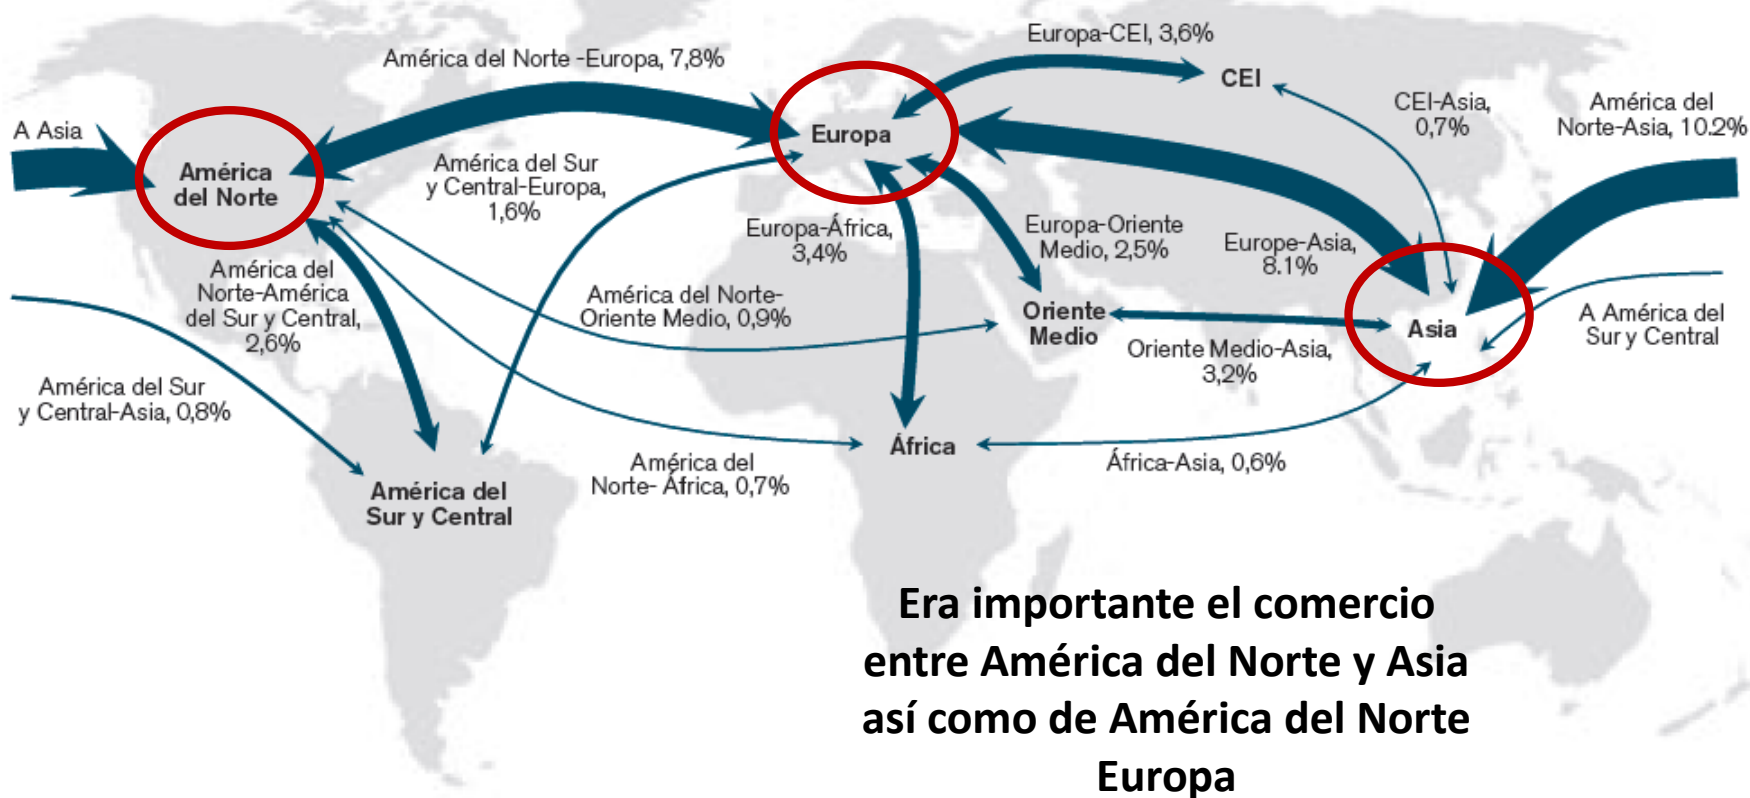 América del Norte -Europa, 7,8%
Europa-CEI, 3,6%
CEI
CEI-Asia,
0,7%
América del
Norte-Asia, 10.2%
A Asia
América
del Norte
América del Sur
y Central-Europa,
1,6%
Europa
Europa-África,
3,4%
Europa-Oriente
Medio, 2,5%
Europe-Asia,
8.1%
América del
Norte-América
del Sur y Central,
2,6%
América del Norte-
Oriente Medio, 0,9%
Oriente
Medio
Asia
A América del
Sur y Central
Oriente Medio-Asia,
3,2%
América del Sur
y Central-Asia, 0,8%
América del
Sur y Central
América del
Norte- África, 0,7%
África
África-Asia, 0,6%
Era importante el comercio
entre América del Norte y Asia
así como de América del Norte
Europa